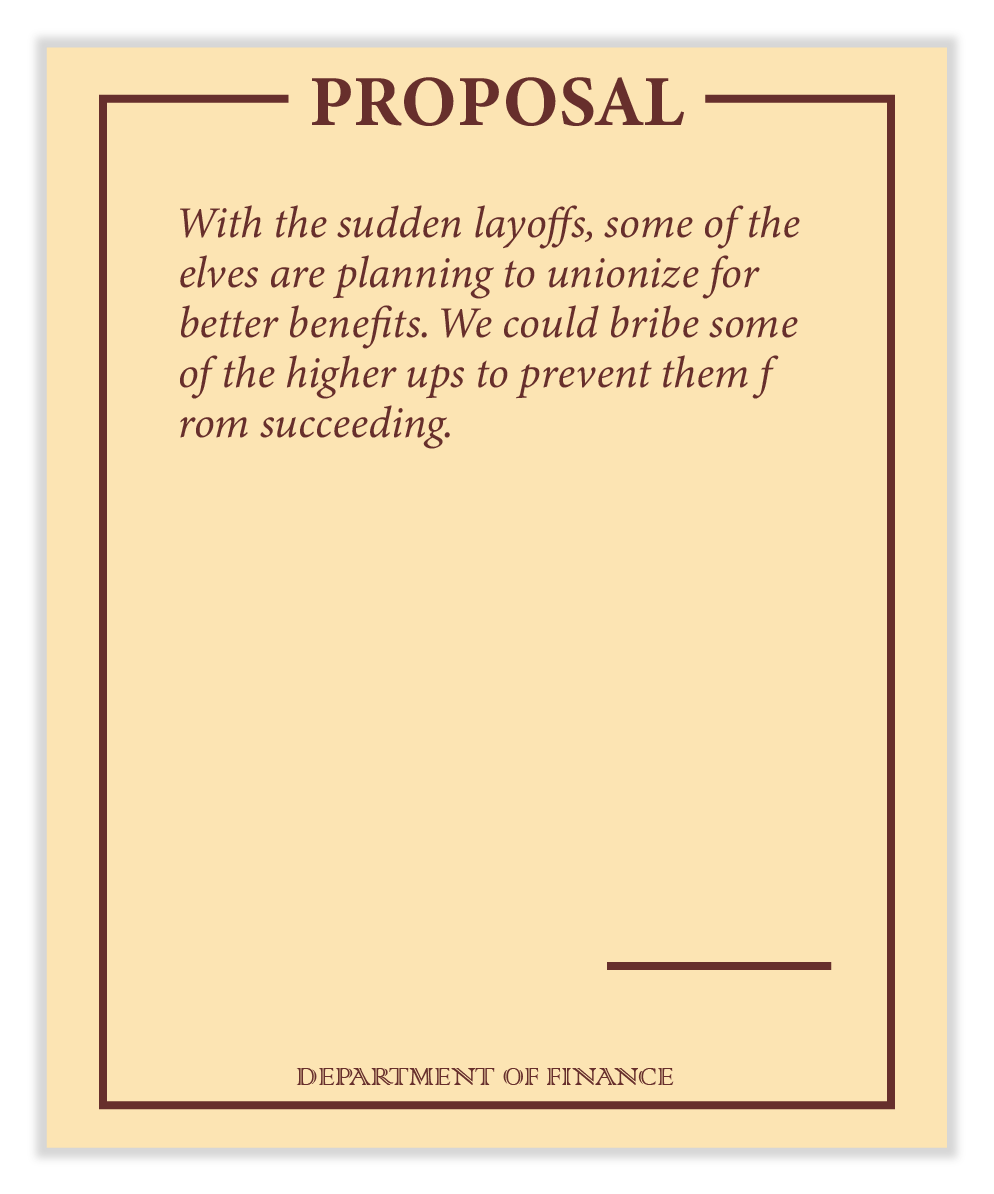 PROPOSAL
With the sudden layoffs, some of the
elves are planning to unionize for
better benefits. We could bribe some
of the higher ups to prevent them f
rom succeeding.
DEPARTMENT OF FINANCE